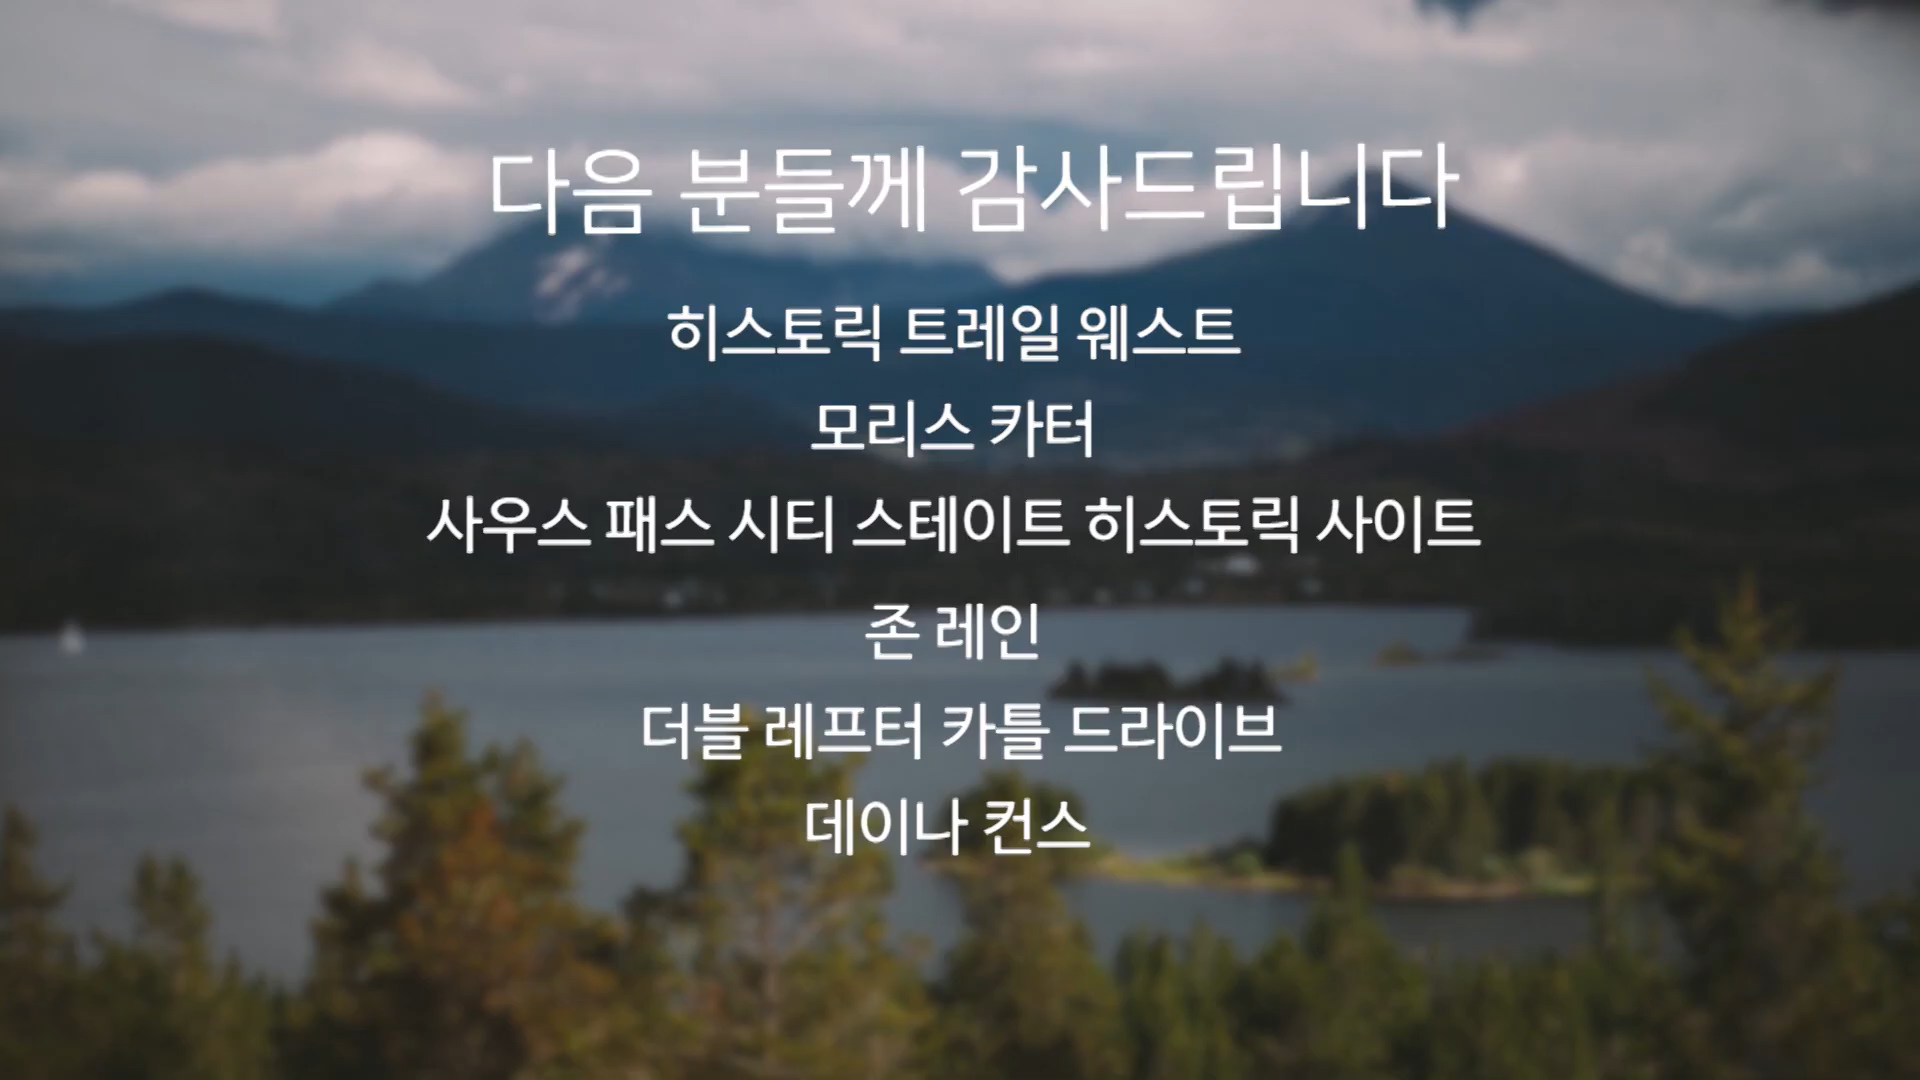 다음 분들께 감사드립니다
히스토릭 트레일 웨스트
모리스 카터
사우스 패스 시티 스테이트 히스토릭 사이트
존 레인
더블 레프터 카틀 드라이브
데이나 컨스